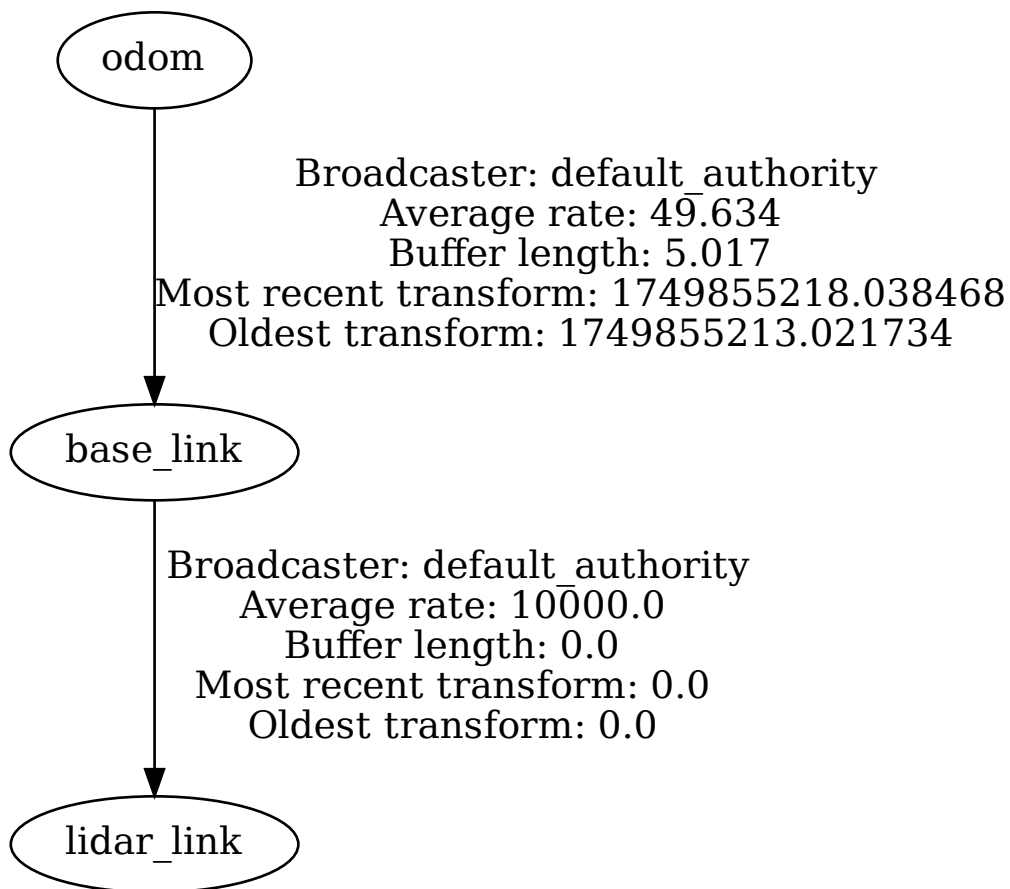 odom
Broadcaster: default_authority
Average rate: 49.634
Buffer length: 5.017
Most recent transform: 1749855218.038468
Oldest transform: 1749855213.021734
base_link
Broadcaster: default_authority
Average rate: 10000.0
Buffer length: 0.0
Most recent transform: 0.0
Oldest transform: 0.0
lidar_link